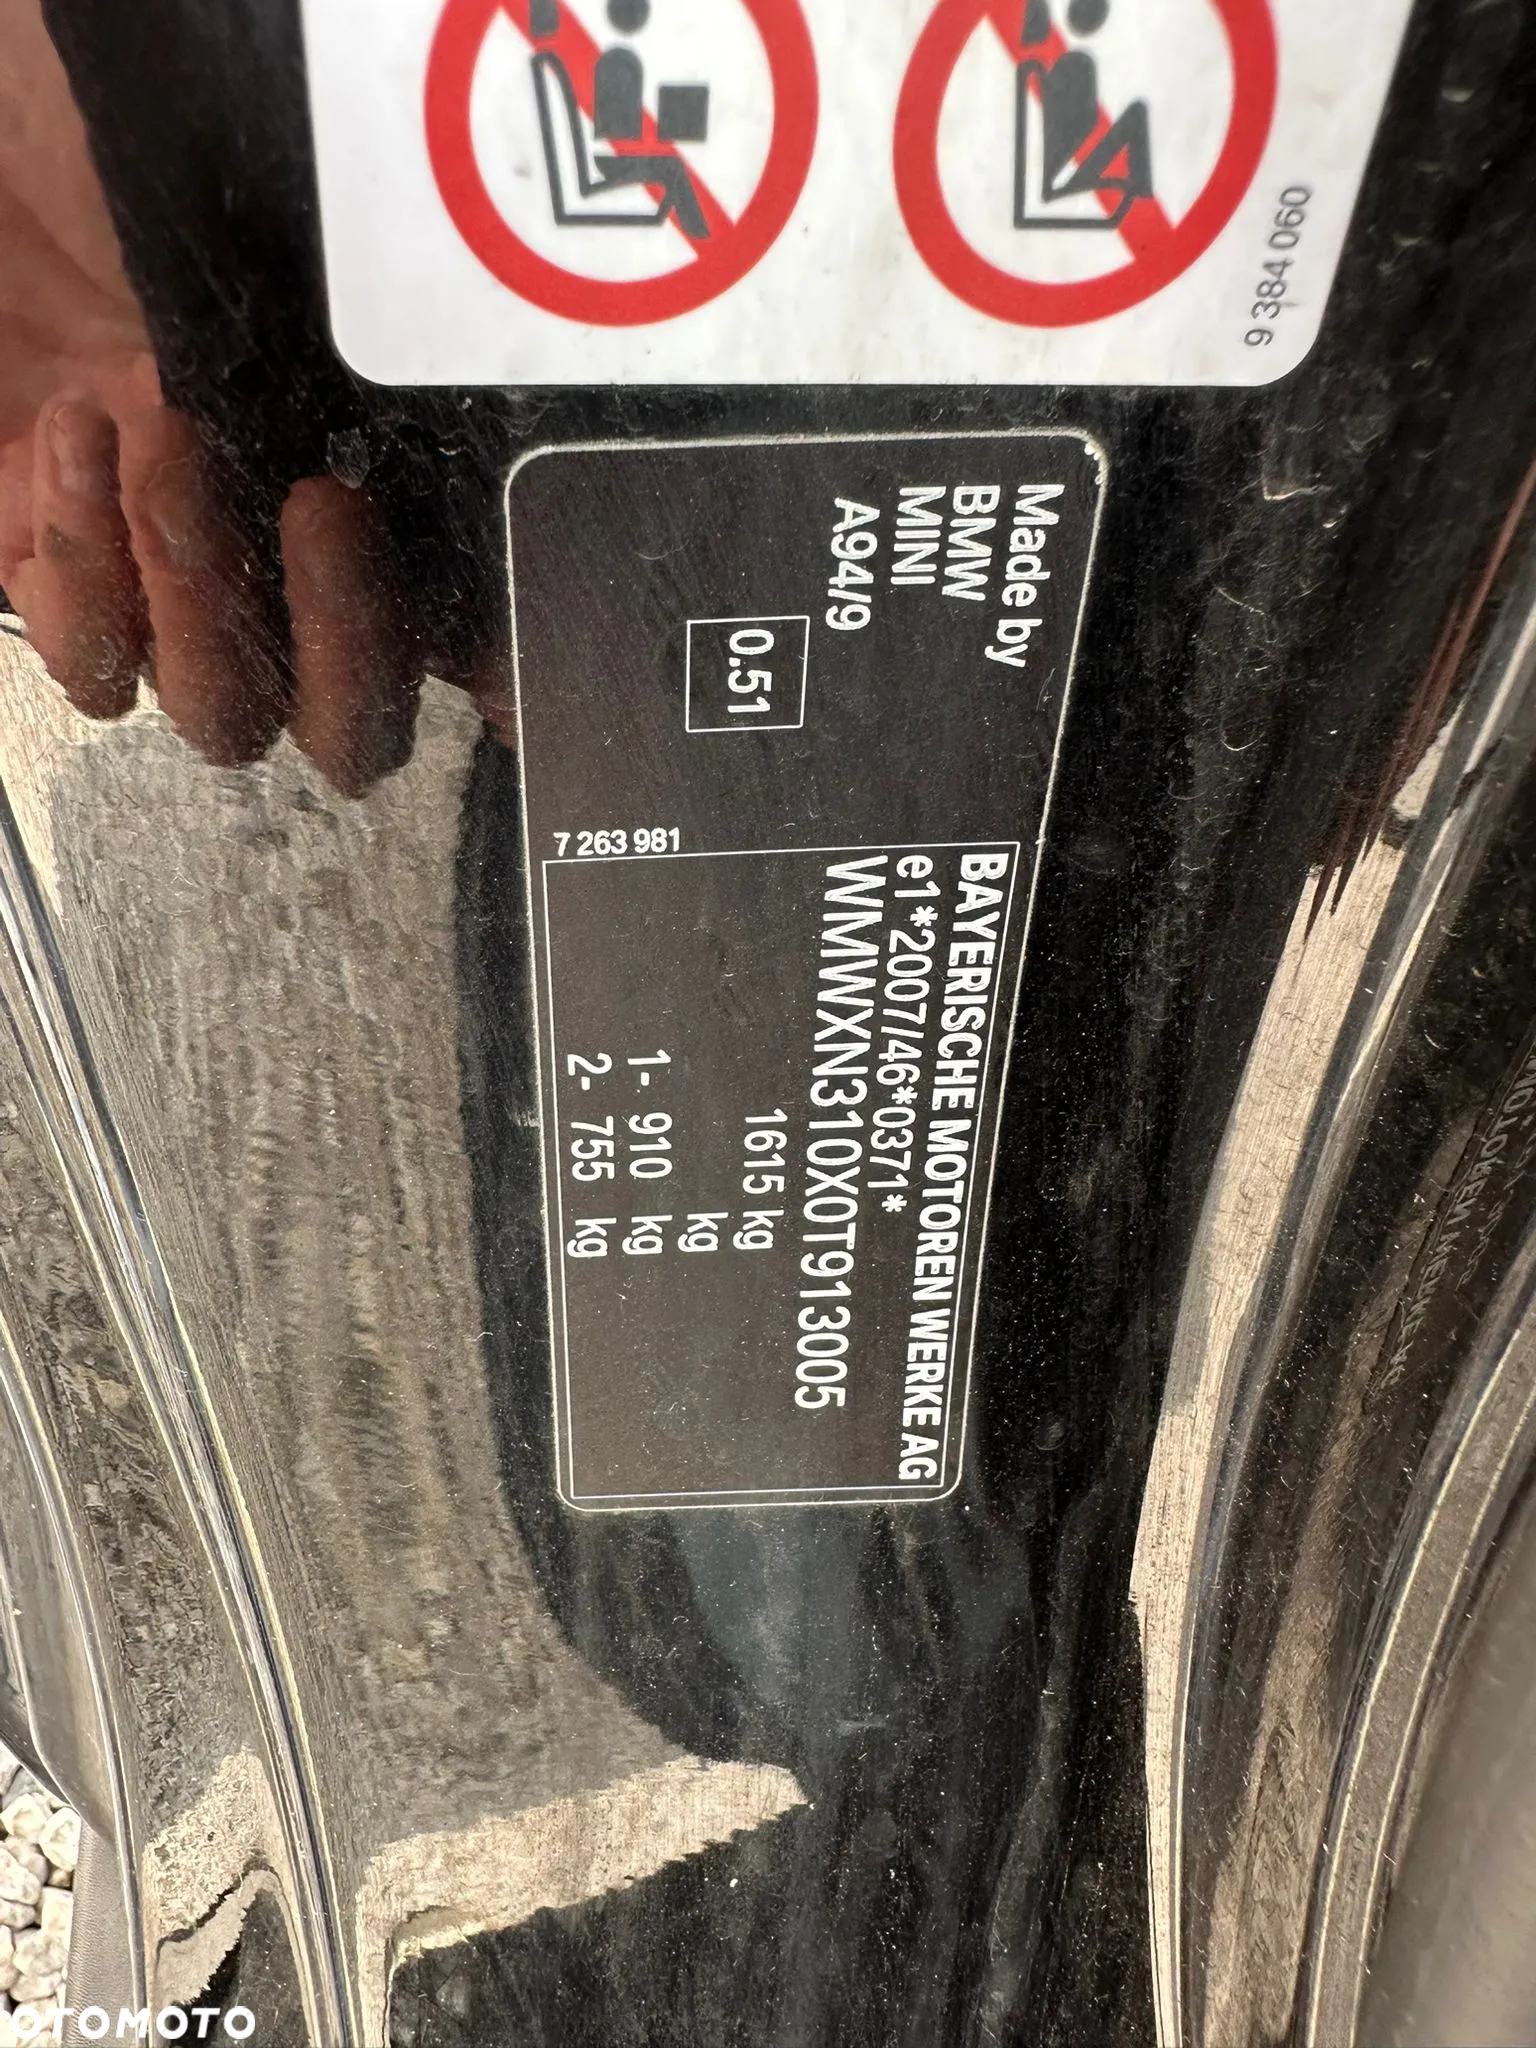 9 384 060
Made by
BMW
MINI
A94/9
0.51
7 263 981
BAYERISCHE MOTOREN WERKE AG
e1*2007/46*0371*
WMWXN310X0T913005
1615 kg
kg
1- 910 kg
2- 755 kg
OTOMOTO